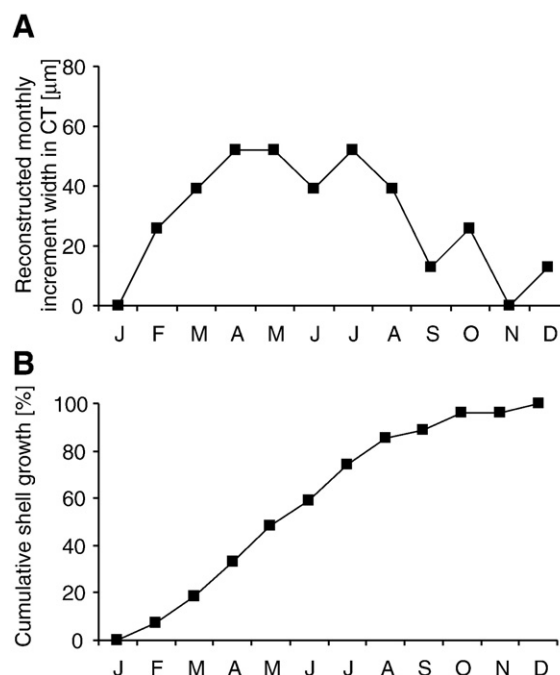 A
Reconstructed monthly
increment width in CT [µm]
80
60
40
20
0
J F M A M J J A S O N D
B
Cumulative shell growth [%]
100
80
60
40
20
0
J F M A M J J A S O N D